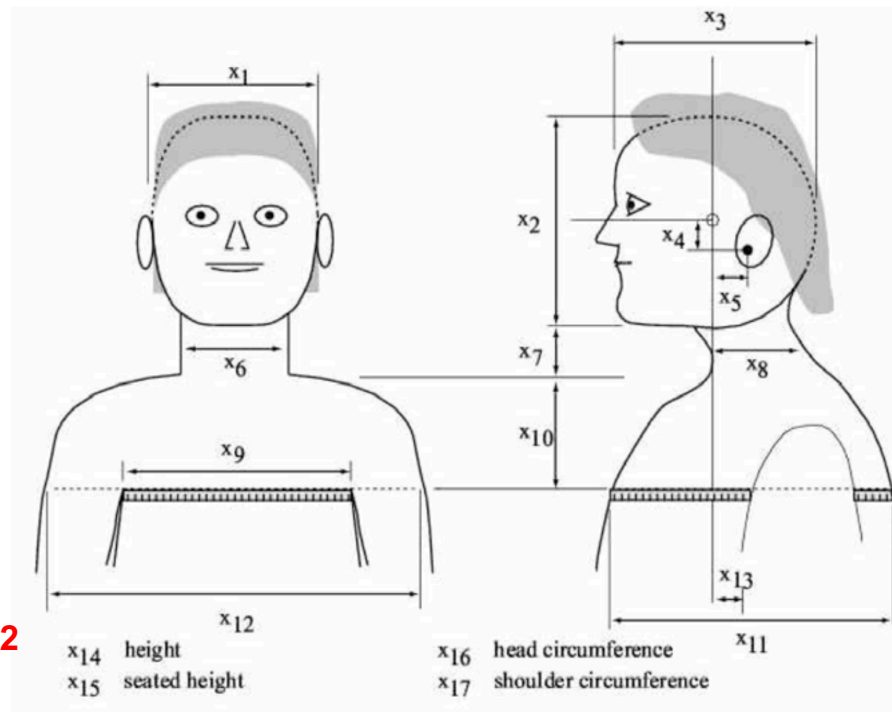 x3
x1
x2
x4
x5
x7
x6
x8
x10
x9
x13
x12
x11
2
x14 height
x16 head circumference
x15 seated height
x17 shoulder circumference